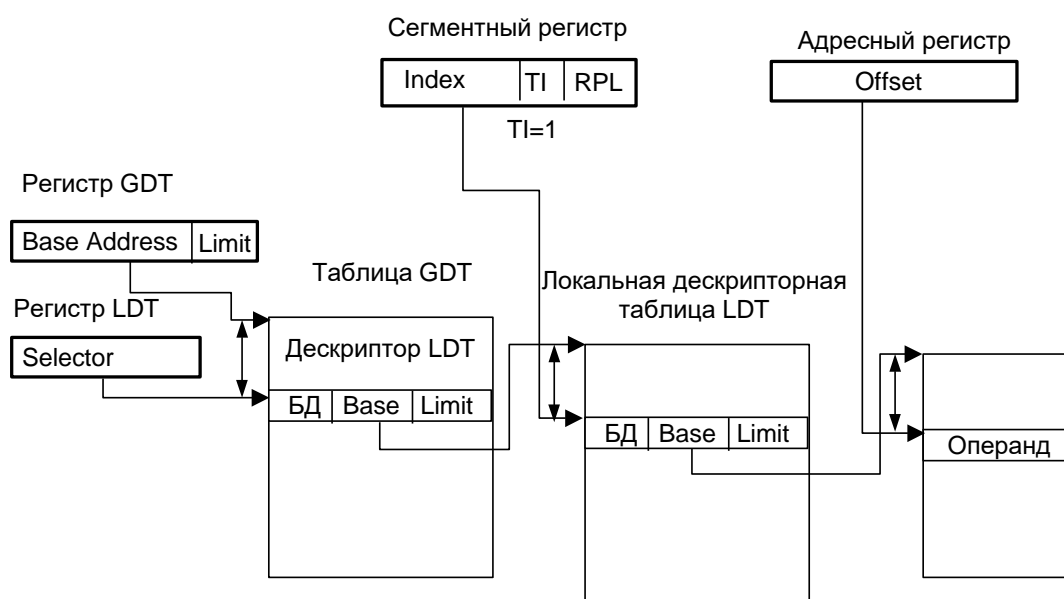 Сегментный регистр
Адресный регистр
Index TI RPL
Offset
TI=1
Регистр GDT
Base Address Limit
Таблица GDT
Локальная дескрипторная
таблица LDT
Регистр LDT
Selector
Дескриптор LDT
БД Base Limit
БД Base Limit
Операнд